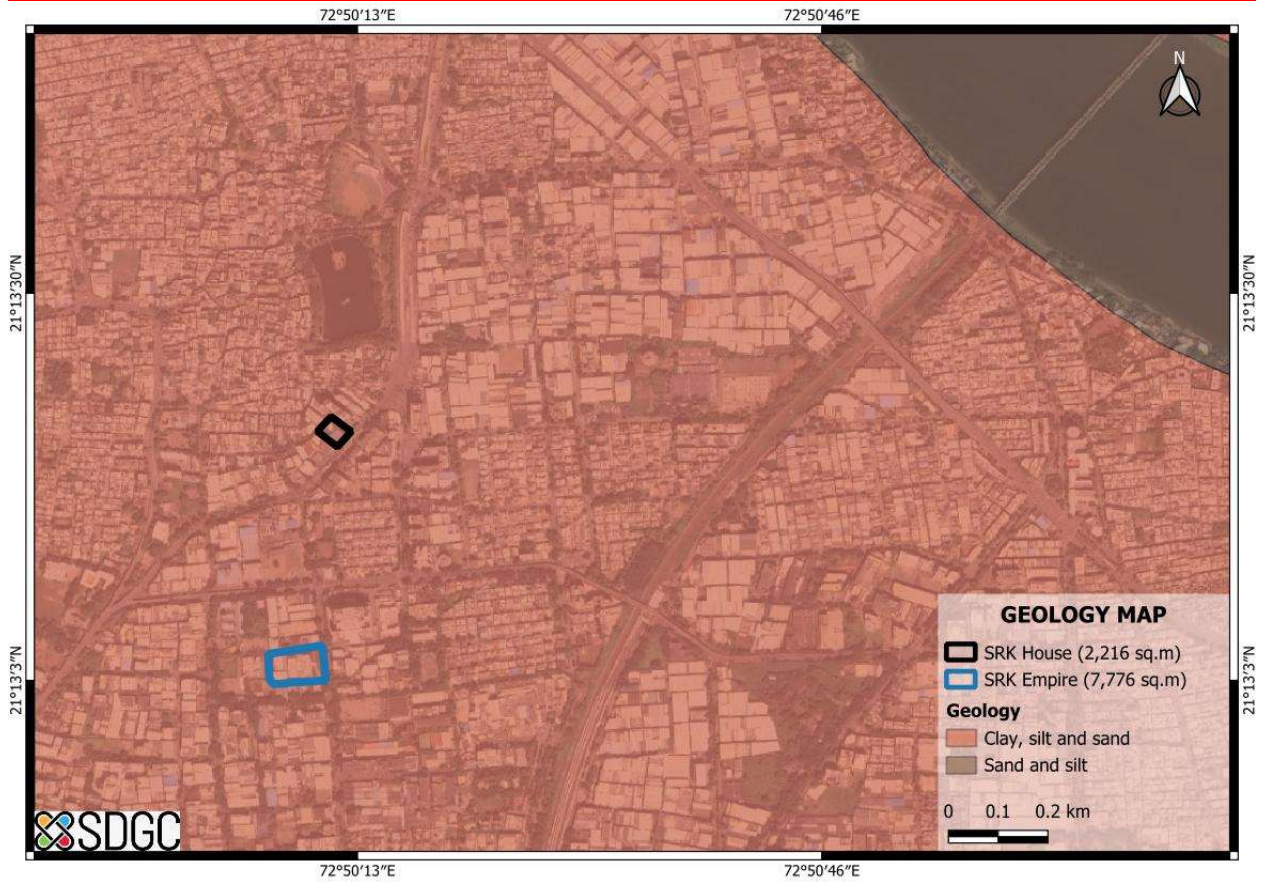 72°50'13"E
72°50'46"E
N
21°13'30"N
21°13'30"N
21°13'3"N
21°13'3"N
GEOLOGY MAP
SRK House (2,216 sq.m)
SRK Empire (7,776 sq.m)
Geology
Clay, silt and sand
Sand and silt
0 0.1 0.2 km
SDGC
72°50'13"E
72°50'46"E